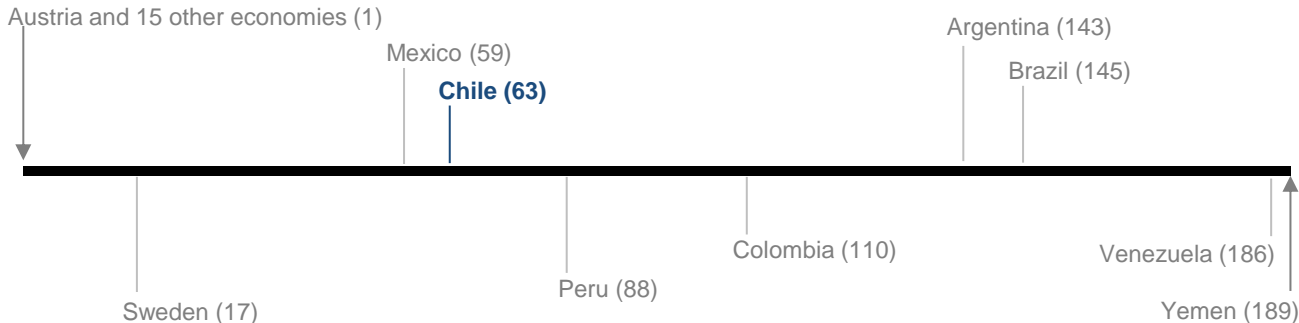 Austria and 15 other economies (1)
Argentina (143)
Mexico (59)
Brazil (145)
Chile (63)
Colombia (110)
Venezuela (186)
Peru (88)
Sweden (17)
Yemen (189)